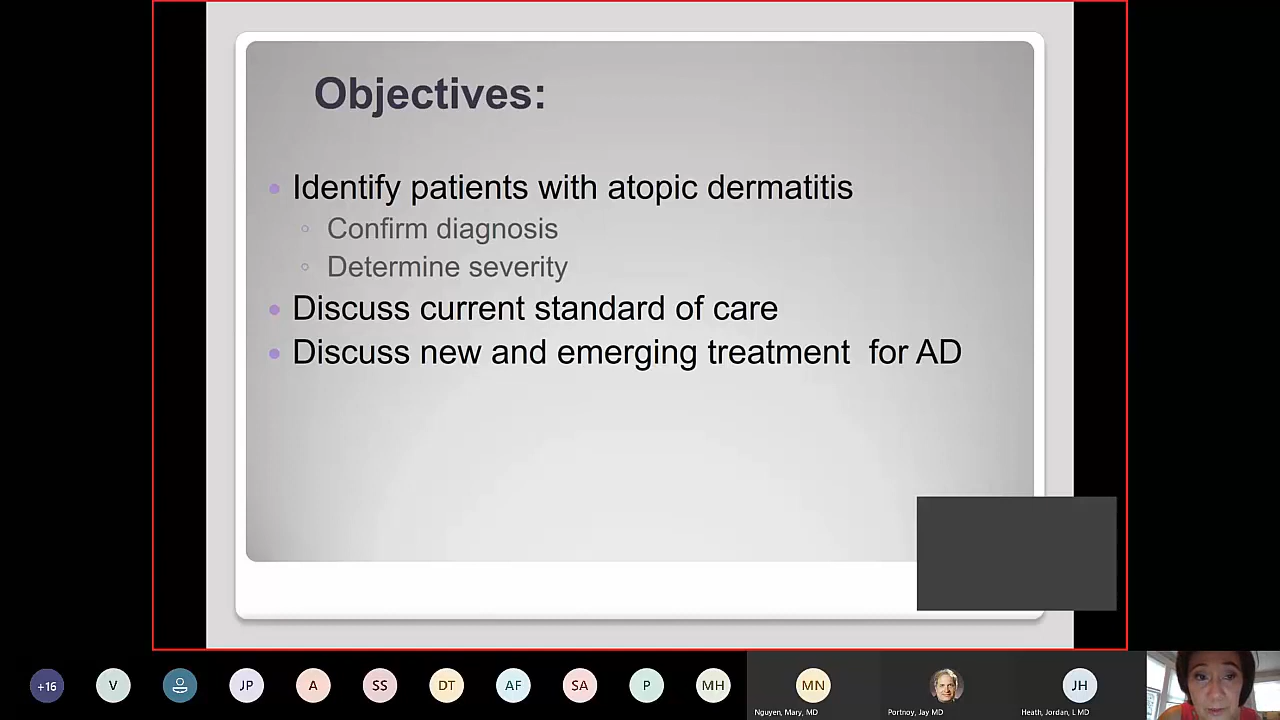 Objectives:
Identify patients with atopic dermatitis
Confirm diagnosis
Determine severity
Discuss current standard of care
Discuss new and emerging treatment  for AD
+16
V
JP
A
SS
DT
AF
SA
P
MH
MN
JH
Nguyen, Mary, MD
Portnoy, Jay MD
Heath, Jordan, L MD